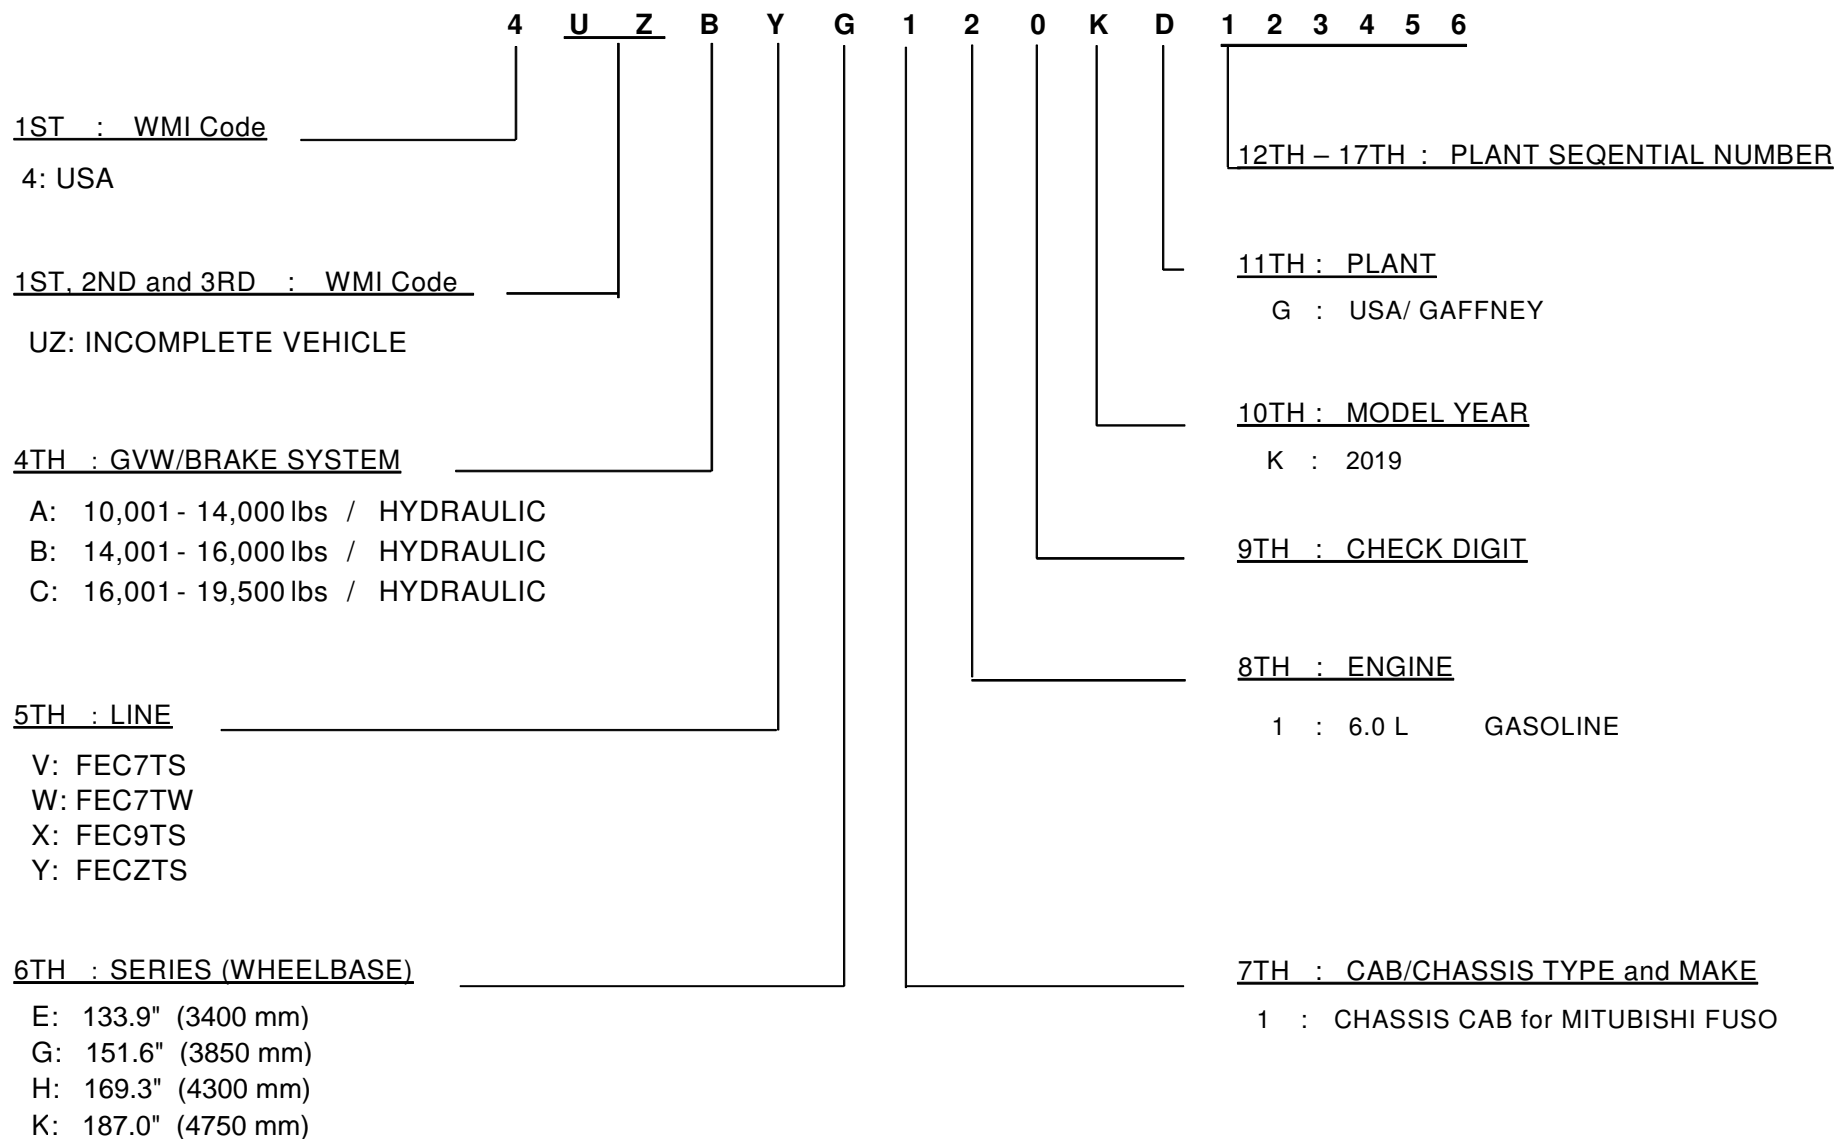 4 U Z B Y G 1 2 0 K D 1 2 3 4 5 6
1ST : WMI Code
4: USA
1ST, 2ND and 3RD : WMI Code
UZ: INCOMPLETE VEHICLE
4TH : GVW/BRAKE SYSTEM
A: 10,001 - 14,000 lbs / HYDRAULIC
B: 14,001 - 16,000 lbs / HYDRAULIC
C: 16,001 - 19,500 lbs / HYDRAULIC
5TH : LINE
V: FEC7TS
W: FEC7TW
X: FEC9TS
Y: FECZTS
6TH : SERIES (WHEELBASE)
E: 133.9" (3400 mm)
G: 151.6" (3850 mm)
H: 169.3" (4300 mm)
K: 187.0" (4750 mm)
12TH – 17TH : PLANT SEQENTIAL NUMBER
11TH : PLANT
G : USA/ GAFFNEY
10TH : MODEL YEAR
K : 2019
9TH : CHECK DIGIT
8TH : ENGINE
1 : 6.0 L GASOLINE
7TH : CAB/CHASSIS TYPE and MAKE
1 : CHASSIS CAB for MITUBISHI FUSO